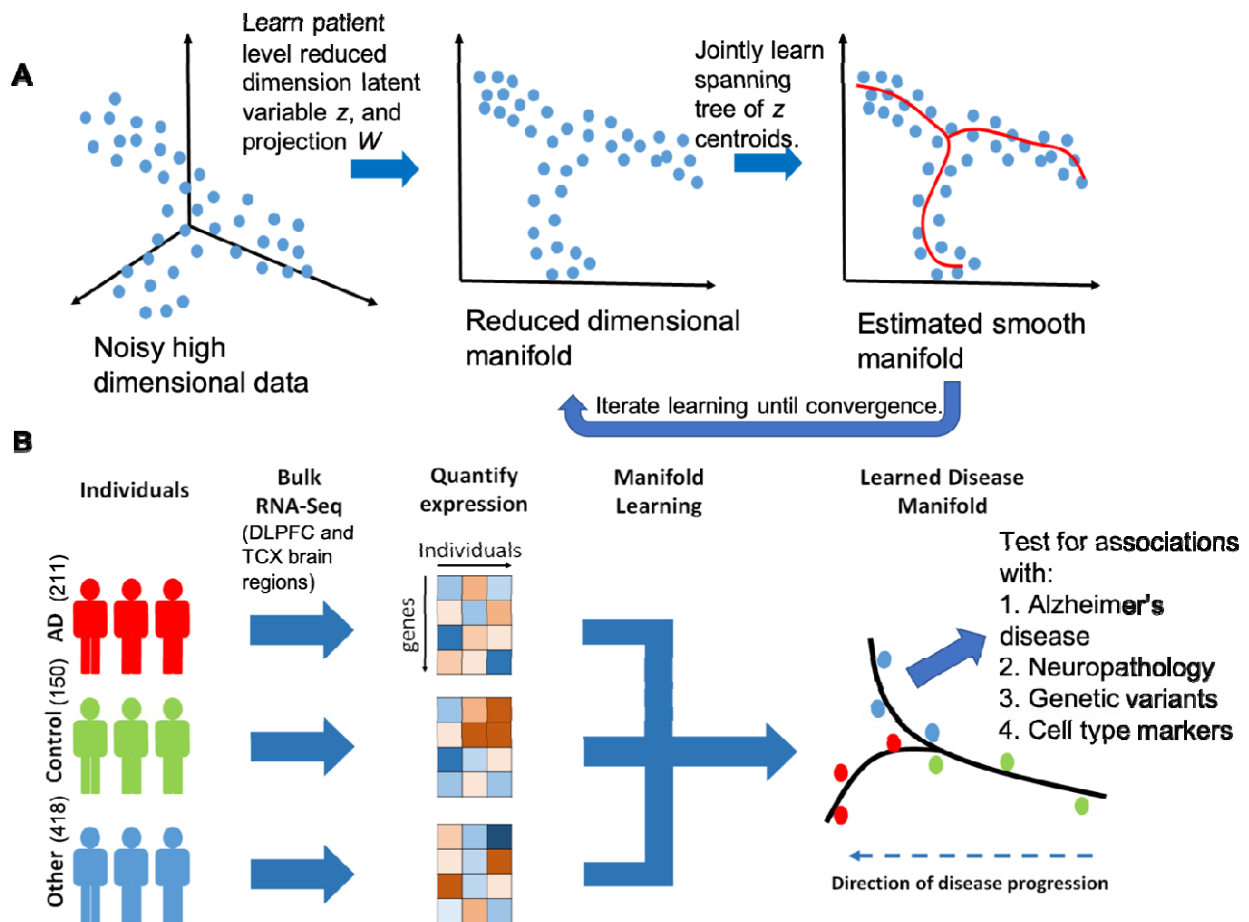 A
Learn patient
level reduced
dimension latent
variable z, and
projection W
Jointly learn
spanning
tree of z
centroids.
Noisy high
dimensional data
Reduced dimensional
manifold
Estimated smooth
manifold
Iterate learning until convergence.
B
Individuals
Bulk
RNA-Seq
(DLPFC and
TCX brain
regions)
Quantify
expression
Manifold
Learning
Learned Disease
Manifold
Individuals
genes
AD (211)
Control (150)
Other (418)
Test for associations
with:
1. Alzheimer's
disease
2. Neuropathology
3. Genetic variants
4. Cell type markers
Direction of disease progression